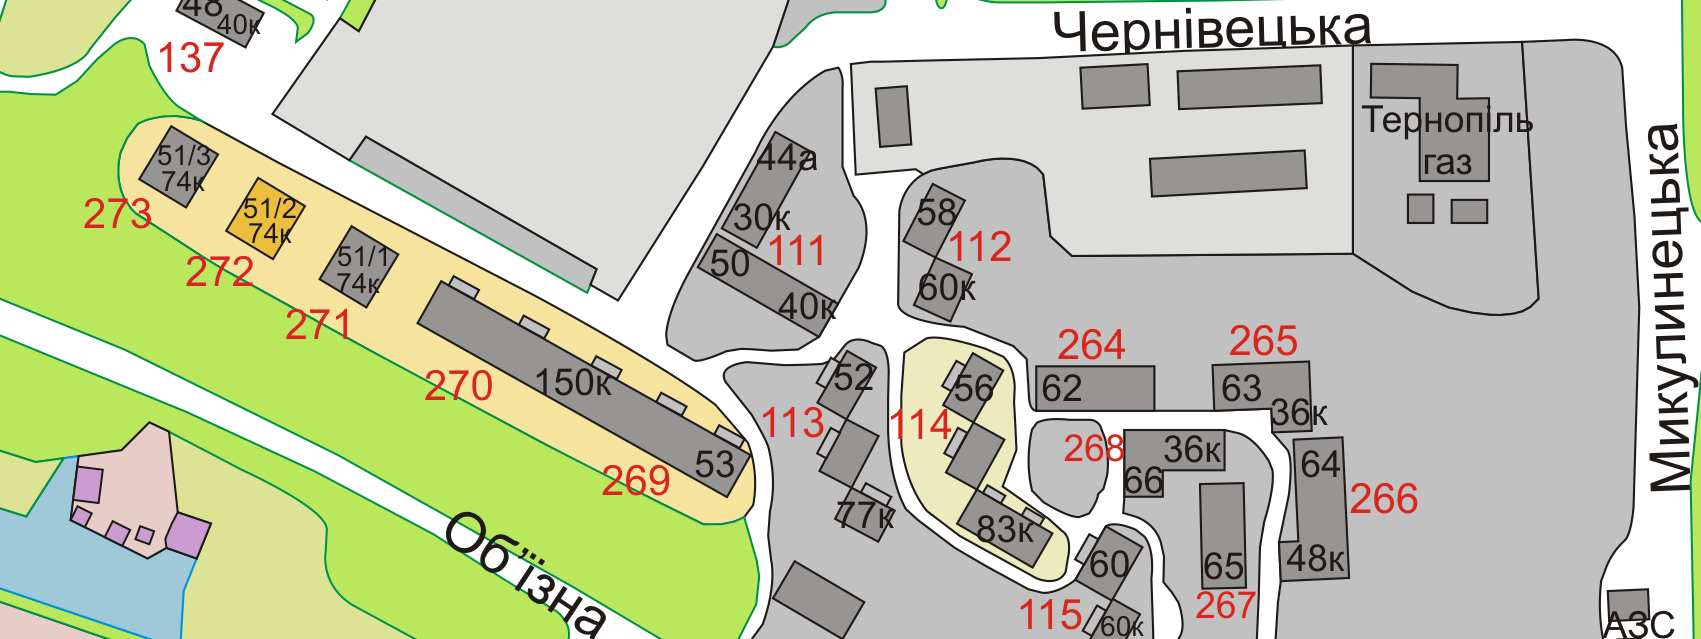 48
40к
137
Чернівецька
Тернопіль
газ
Микулинецька
51/3
74к
273
51/2
74к
272
51/1
74к
271
44а
30к
111
50
40к
58
112
60к
270
150к
53
269
52
113
77к
56
114
83к
264
62
265
63
36к
268
36к
66
64
266
48к
65
267
60
115
60к
Об'їзна
АЗС